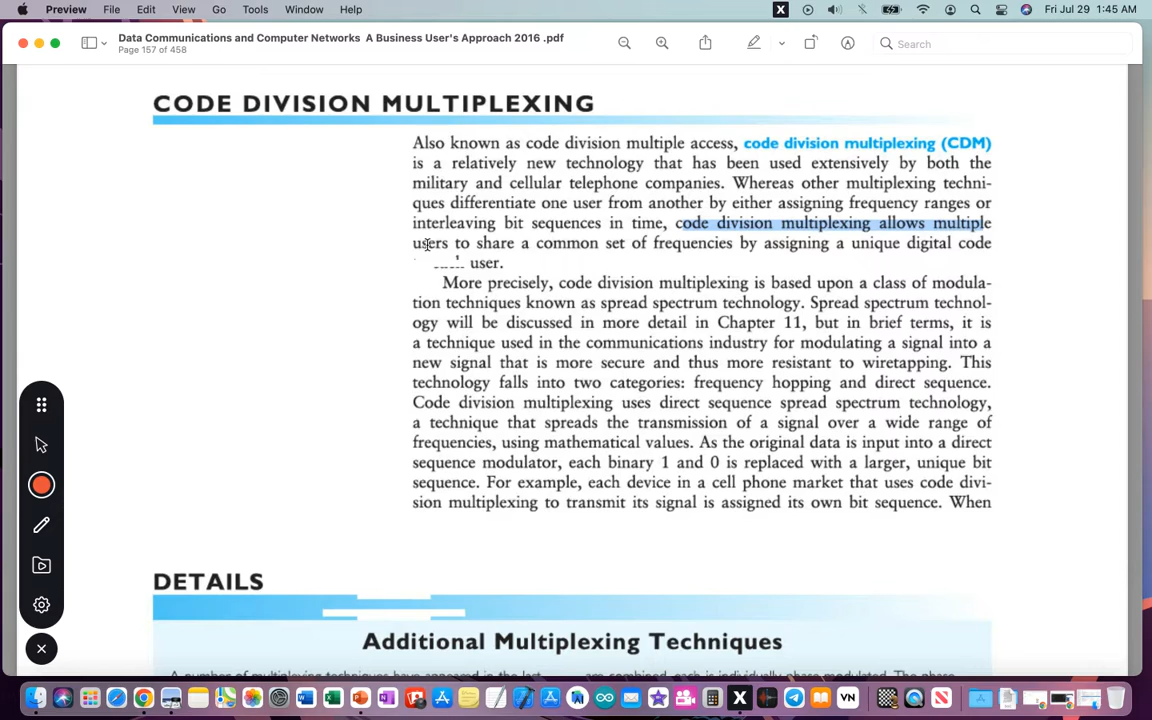 Preview File Edit View Go Tools Window Help X Fri Jul 29 1:45 AM
Data Communications and Computer Networks A Business User's Approach 2016 .pdf
Page 157 of 458
Search
CODE DIVISION MULTIPLEXING
Also known as code division multiple access, code division multiplexing (CDM)
is a relatively new technology that has been used extensively by both the
military and cellular telephone companies. Whereas other multiplexing techni-
ques differentiate one user from another by either assigning frequency ranges or
interleaving bit sequences in time, code division multiplexing allows multiple
users to share a common set of frequencies by assigning a unique digital code
user.
More precisely, code division multiplexing is based upon a class of modula-
tion techniques known as spread spectrum technology. Spread spectrum technol-
ogy will be discussed in more detail in Chapter 11, but in brief terms, it is
a technique used in the communications industry for modulating a signal into a
new signal that is more secure and thus more resistant to wiretapping. This
technology falls into two categories: frequency hopping and direct sequence.
Code division multiplexing uses direct sequence spread spectrum technology,
a technique that spreads the transmission of a signal over a wide range of
frequencies, using mathematical values. As the original data is input into a direct
sequence modulator, each binary 1 and 0 is replaced with a larger, unique bit
sequence. For example, each device in a cell phone market that uses code divi-
sion multiplexing to transmit its signal is assigned its own bit sequence. When
DETAILS
Additional Multiplexing Techniques